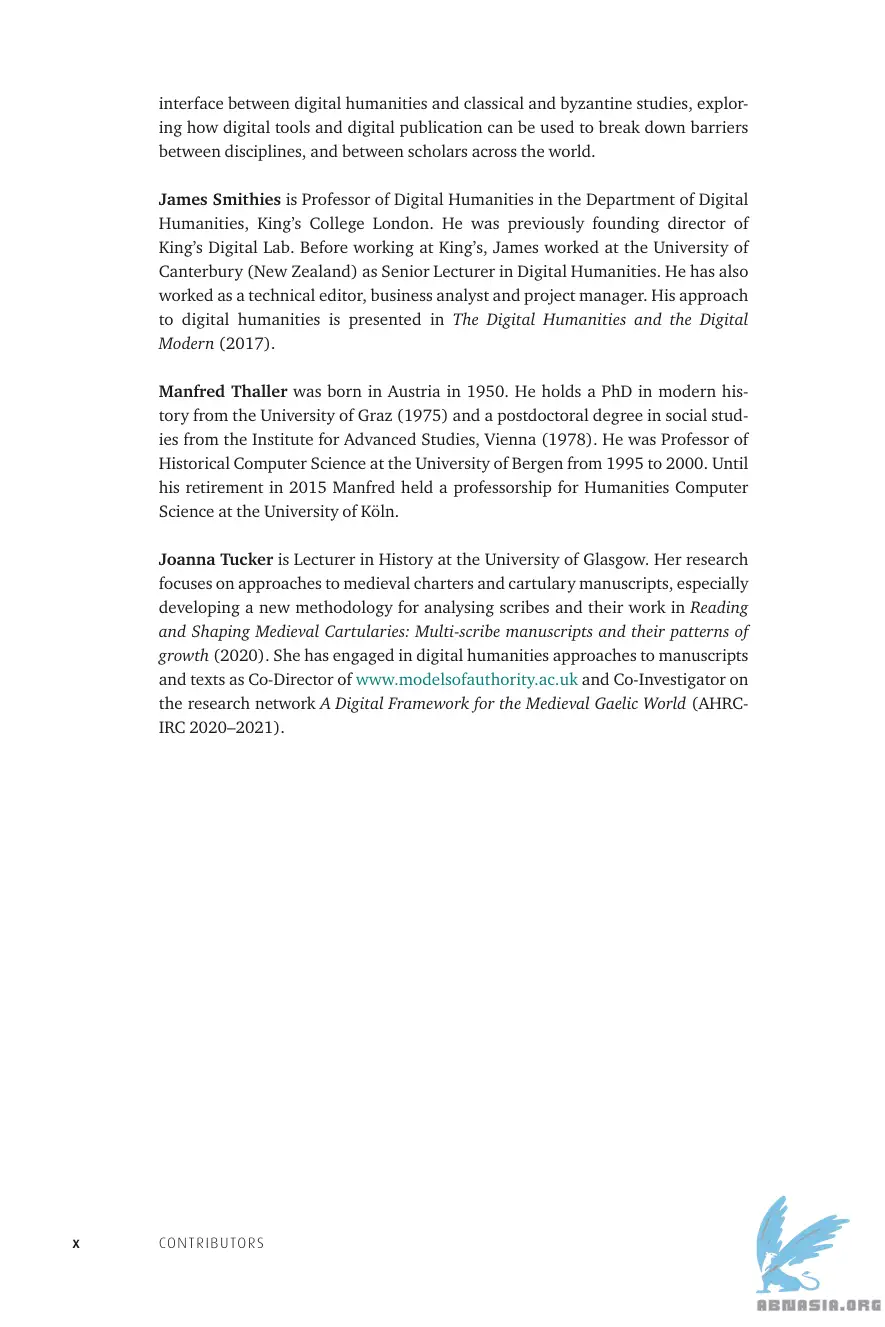 interface between digital humanities and classical and byzantine studies, explor-
ing how digital tools and digital publication can be used to break down barriers
between disciplines, and between scholars across the world.
James Smithies is Professor of Digital Humanities in the Department of Digital
Humanities, King’s College London. He was previously founding director of
King’s Digital Lab. Before working at King’s, James worked at the University of
Canterbury (New Zealand) as Senior Lecturer in Digital Humanities. He has also
worked as a technical editor, business analyst and project manager. His approach
to digital humanities is presented in The Digital Humanities and the Digital
Modern (2017).
Manfred Thaller was born in Austria in 1950. He holds a PhD in modern his-
tory from the University of Graz (1975) and a postdoctoral degree in social stud-
ies from the Institute for Advanced Studies, Vienna (1978). He was Professor of
Historical Computer Science at the University of Bergen from 1995 to 2000. Until
his retirement in 2015 Manfred held a professorship for Humanities Computer
Science at the University of Köln.
Joanna Tucker is Lecturer in History at the University of Glasgow. Her research
focuses on approaches to medieval charters and cartulary manuscripts, especially
developing a new methodology for analysing scribes and their work in Reading
and Shaping Medieval Cartularies: Multi-scribe manuscripts and their patterns of
growth (2020). She has engaged in digital humanities approaches to manuscripts
and texts as Co-Director of www.modelsofauthority.ac.uk and Co-Investigator on
the research network A Digital Framework for the Medieval Gaelic World (AHRC-
IRC 2020–2021).
x CONTRIBUTORS
ABNASIA.ORG